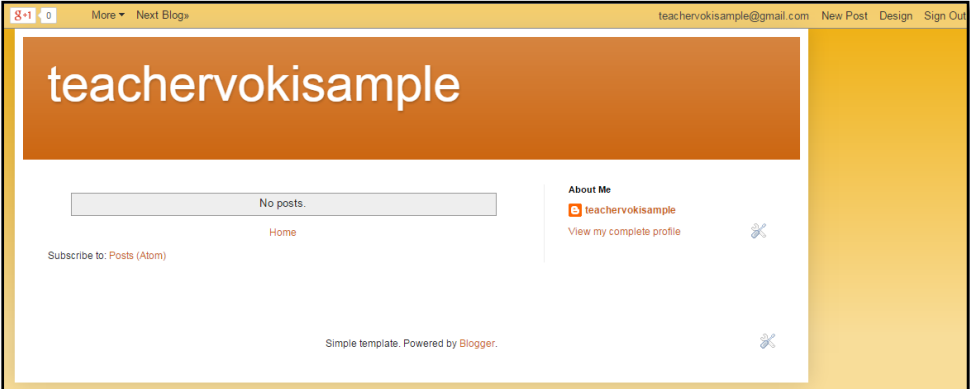 g+1 0 More Next Blog» teachervokisample@gmail.com New Post Design Sign Out
teachervokisample
No posts.
Home
Subscribe to: Posts (Atom)
About Me
teachervokisample
View my complete profile
Simple template. Powered by Blogger.